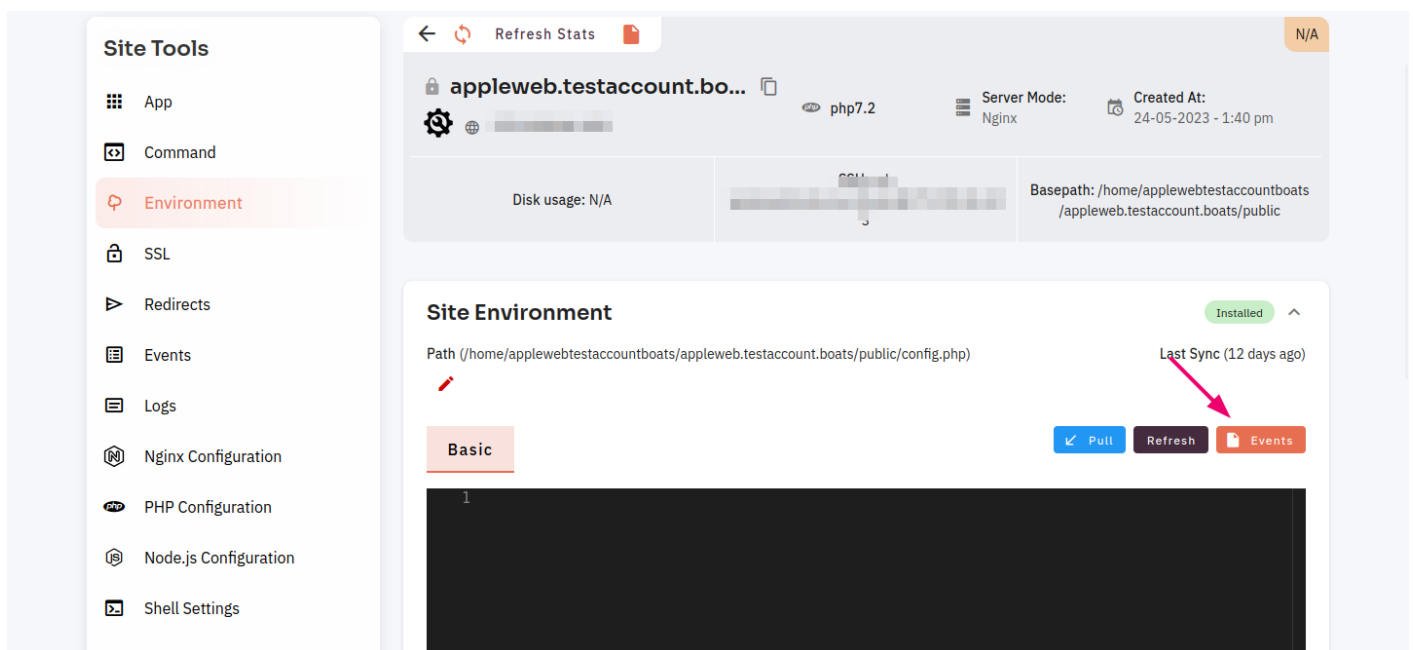 Site Tools
App
Command
Environment
SSL
Redirects
Events
Logs
Nginx Configuration
PHP Configuration
Node.js Configuration
Shell Settings
Refresh Stats
N/A
appleweb.testaccount.bo...
php php7.2
Server Mode:
Nginx
Created At:
24-05-2023 - 1:40 pm
Disk usage: N/A
Basepath: /home/applewebtestaccountboats
/appleweb.testaccount.boats/public
Site Environment
Installed
Path (/home/applewebtestaccountboats/appleweb.testaccount.boats/public/config.php)
Last Sync (12 days ago)
Basic
Pull
Refresh
Events
1